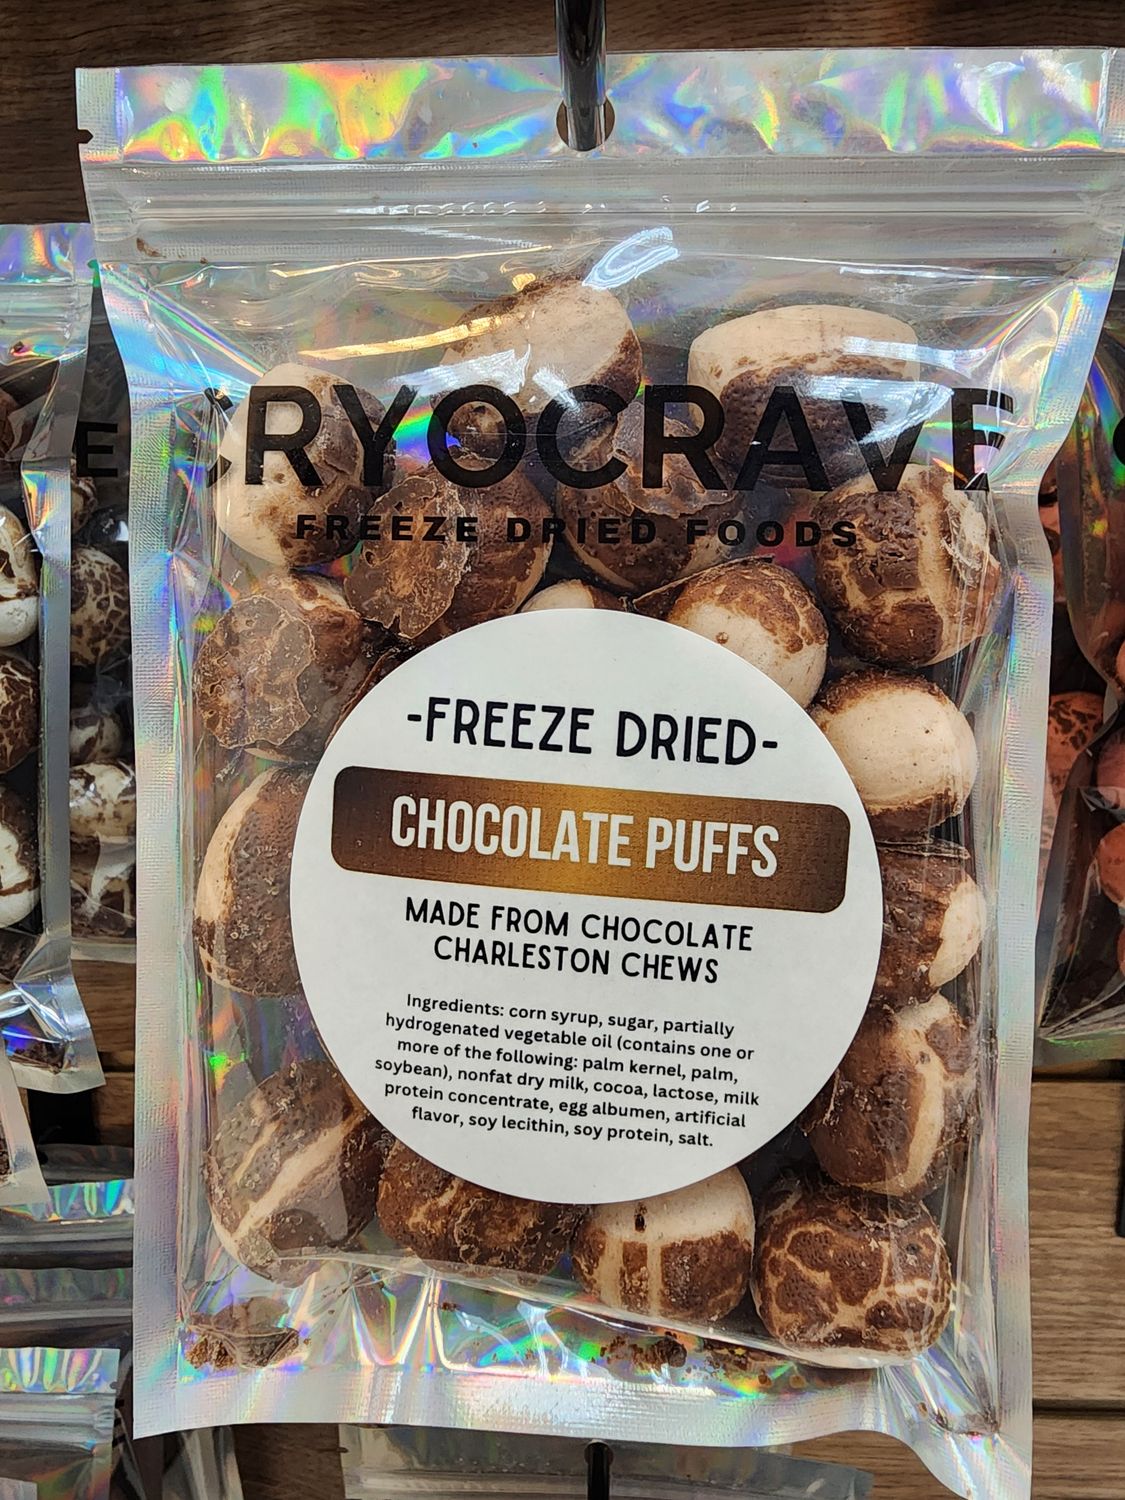 CRYOCRAVE
FREEZE DRIED FOODS
-FREEZE DRIED-
CHOCOLATE PUFFS
MADE FROM CHOCOLATE
CHARLESTON CHEWS
Ingredients: corn syrup, sugar, partially
hydrogenated vegetable oil (contains one or
more of the following: palm kernel, palm,
soybean), nonfat dry milk, cocoa, lactose, milk
protein concentrate, egg albumen, artificial
flavor, soy lecithin, soy protein, salt.
E